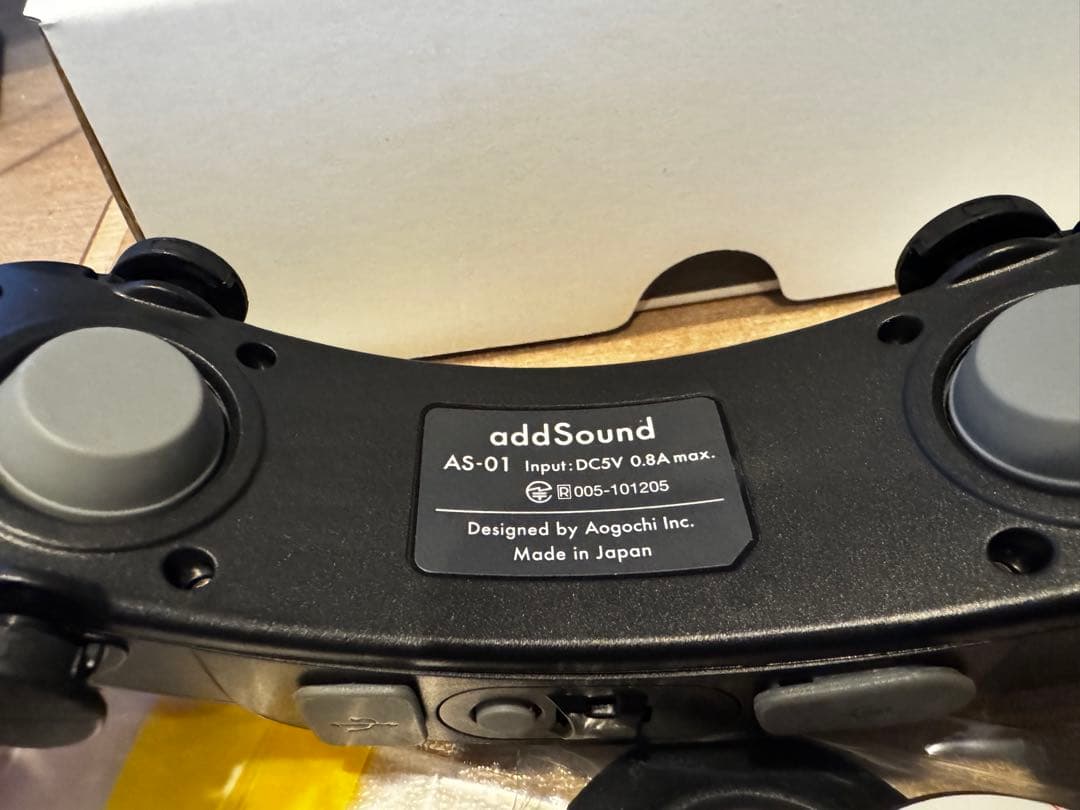 addSound
AS-01 Input:DC5V 0.8A max.
R 005-101205
Designed by Aogochi Inc.
Made in Japan